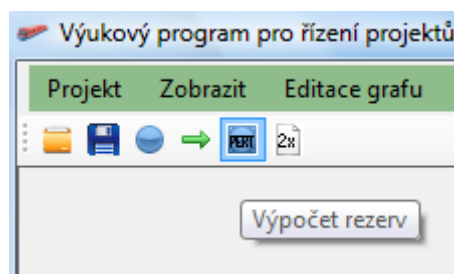 Výukový program pro řízení projektů
Projekt Zobrazit Editace grafu
PERT 2x
Výpočet rezerv